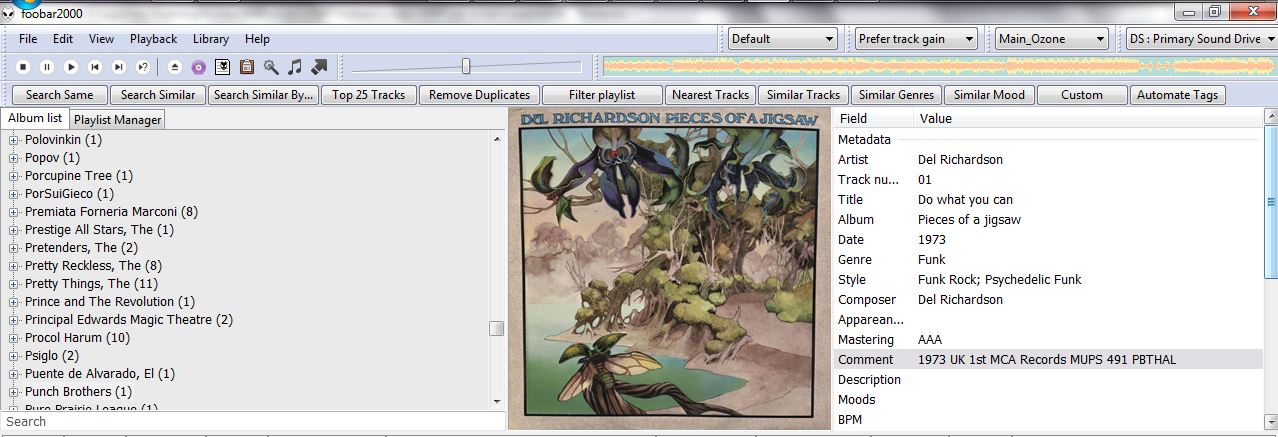 foobar2000
File Edit View Playback Library Help
Default
Prefer track gain
Main_Ozone
DS : Primary Sound Drive
Search Same
Search Similar
Search Similar By...
Top 25 Tracks
Remove Duplicates
Filter playlist
Nearest Tracks
Similar Tracks
Similar Genres
Similar Mood
Custom
Automate Tags
Album list
Playlist Manager
Polovinkin (1)
Popov (1)
Porcupine Tree (1)
PorSuiGieco (1)
Premiata Forneria Marconi (8)
Prestige All Stars, The (1)
Pretenders, The (2)
Pretty Reckless, The (8)
Pretty Things, The (11)
Prince and The Revolution (1)
Principal Edwards Magic Theatre (2)
Procol Harum (10)
Psiglo (2)
Puente de Alvarado, El (1)
Punch Brothers (1)
Pure Prairie League (1)
Search
DEL RICHARDSON PIECES OF A JIGSAW
Field Value
Metadata
Artist Del Richardson
Track nu... 01
Title Do what you can
Album Pieces of a jigsaw
Date 1973
Genre Funk
Style Funk Rock; Psychedelic Funk
Composer Del Richardson
Apparean...
Mastering AAA
Comment 1973 UK 1st MCA Records MUPS 491 PBTHAL
Description
Moods
BPM